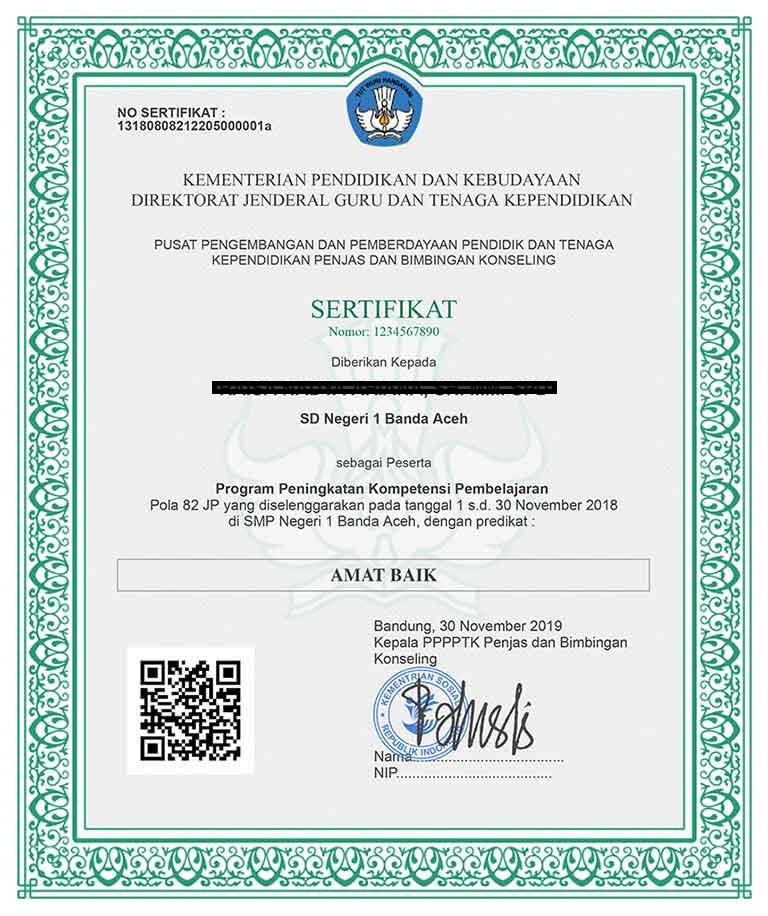 TUT WURI HANDAYANI
NO SERTIFIKAT :
13180808212205000001a
KEMENTERIAN PENDIDIKAN DAN KEBUDAYAAN
DIREKTORAT JENDERAL GURU DAN TENAGA KEPENDIDIKAN
PUSAT PENGEMBANGAN DAN PEMBERDAYAAN PENDIDIK DAN TENAGA
KEPENDIDIKAN PENJAS DAN BIMBINGAN KONSELING
SERTIFIKAT
Nomor: 1234567890
Diberikan Kepada
SD Negeri 1 Banda Aceh
sebagai Peserta
Program Peningkatan Kompetensi Pembelajaran
Pola 82 JP yang diselenggarakan pada tanggal 1 s.d. 30 November 2018
di SMP Negeri 1 Banda Aceh, dengan predikat :
AMAT BAIK
Bandung, 30 November 2019
Kepala PPPPTK Penjas dan Bimbingan
Konseling
KEMENTRIAN SOSIAL
REPUBLIK
Nama
NIP